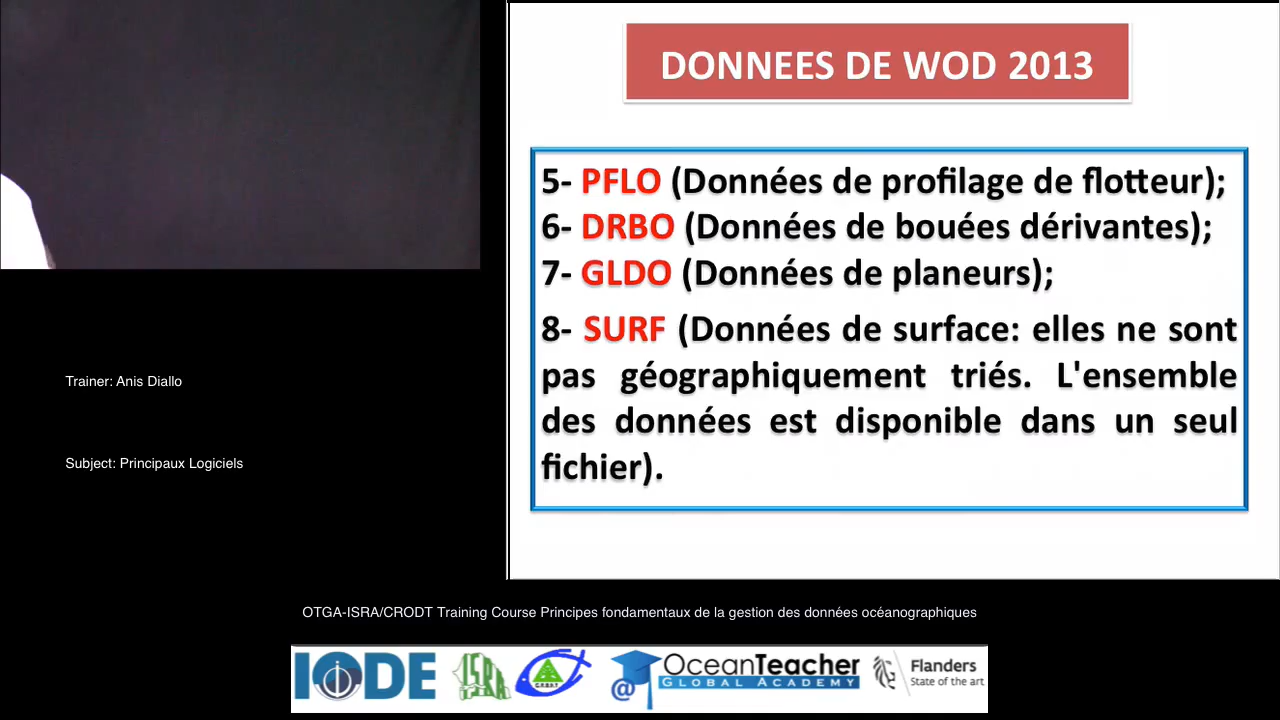 DONNEES DE WOD 2013
5- PFLO (Données de profilage de flotteur);
6- DRBO (Données de bouées dérivantes);
7- GLDO (Données de planeurs);
8- SURF (Données de surface: elles ne sont
pas géographiquement triés. L'ensemble
des données est disponible dans un seul
fichier).
Trainer: Anis Diallo
Subject: Principaux Logiciels
OTGA-ISRA/CRODT Training Course Principes fondamentaux de la gestion des données océanographiques
IODE
ISRA
OceanTeacher
GLOBAL ACADEMY
Flanders
State of the art